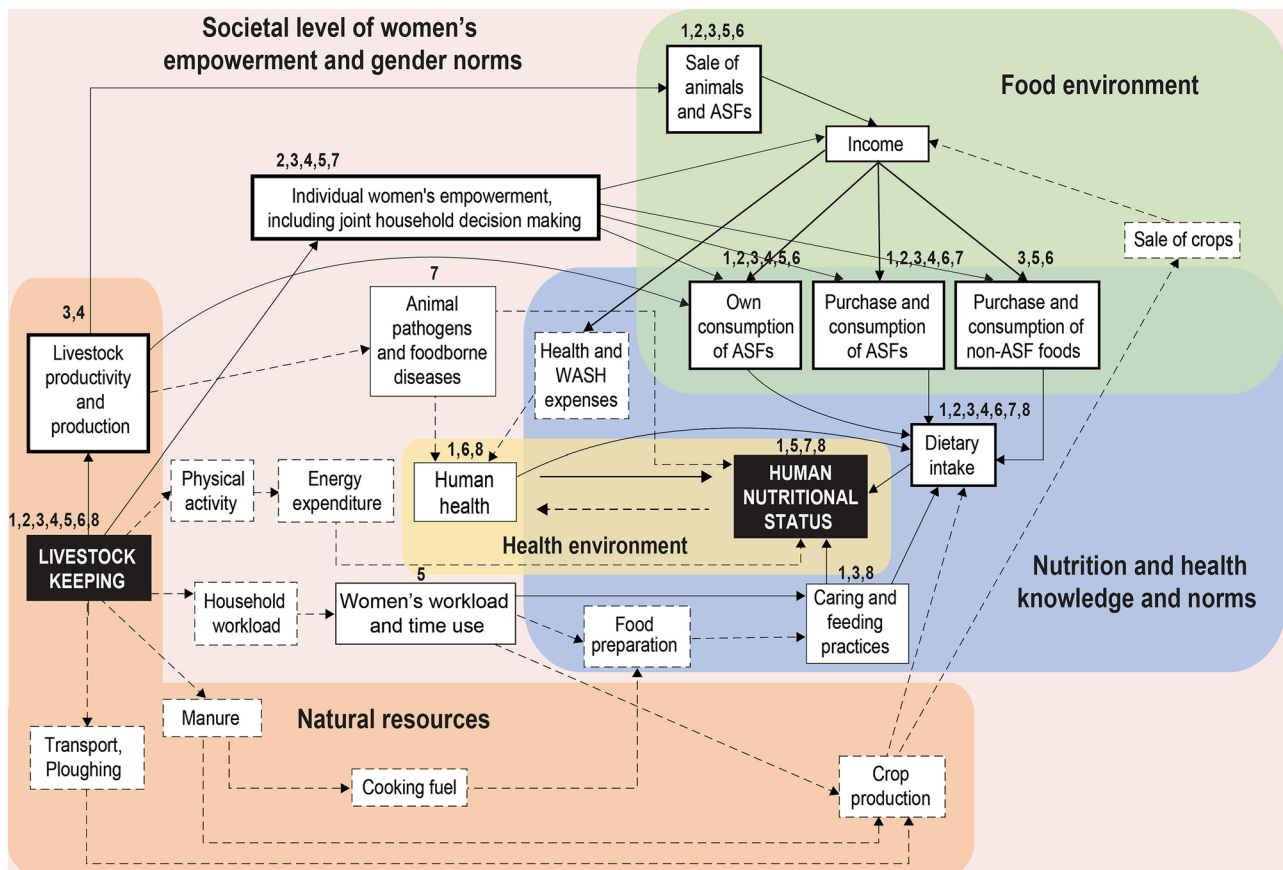 Societal level of women's
empowerment and gender norms
1,2,3,5,6
Sale of
animals
and ASFs
Food environment
Income
2,3,4,5,7
Individual women's empowerment,
including joint household decision making
Sale of crops
1,2,3,4,5,6
1,2,3,4,6,7
3,5,6
Own
consumption
of ASFs
Purchase and
consumption
of ASFs
Purchase and
consumption of
non-ASF foods
7
Animal
pathogens
and foodborne
diseases
Health and
WASH
expenses
3,4
Livestock
productivity
and
production
1,2,3,4,6,7,8
Dietary
intake
1,6,8
Human
health
1,5,7,8
HUMAN
NUTRITIONAL
STATUS
Health environment
Physical
activity
Energy
expenditure
1,2,3,4,5,6,8
LIVESTOCK
KEEPING
Household
workload
5
Women's workload
and time use
Food
preparation
1,3,8
Caring and
feeding
practices
Nutrition and health
knowledge and norms
Natural resources
Manure
Transport,
Ploughing
Cooking fuel
Crop
production